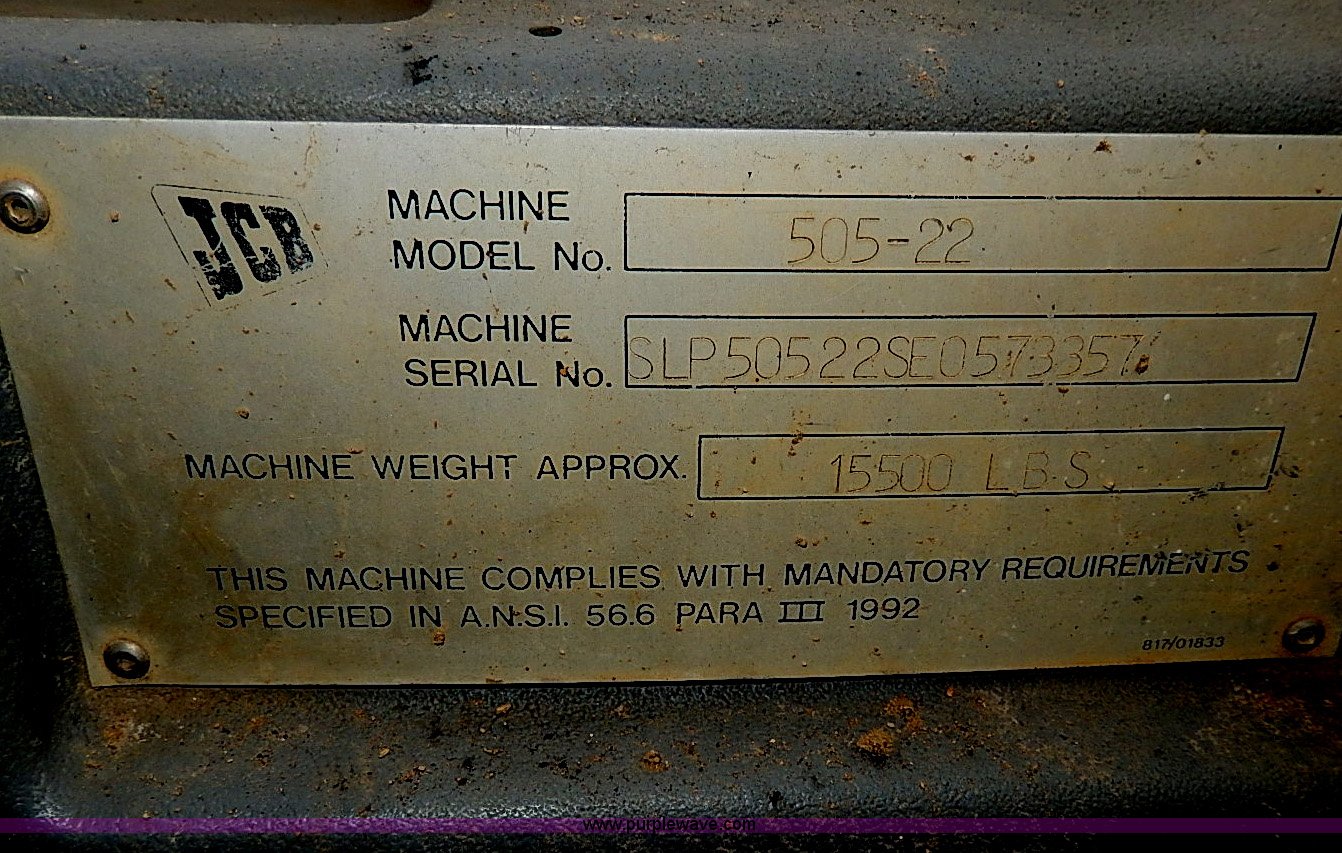 JCB
MACHINE
MODEL No. 505-22
MACHINE
SERIAL No. SLP50522SE0573357
MACHINE WEIGHT APPROX. 15500 LBS
THIS MACHINE COMPLIES WITH MANDATORY REQUIREMENTS
SPECIFIED IN A.N.S.I. 56.6 PARA III 1992
817/01833
www.purplewave.com